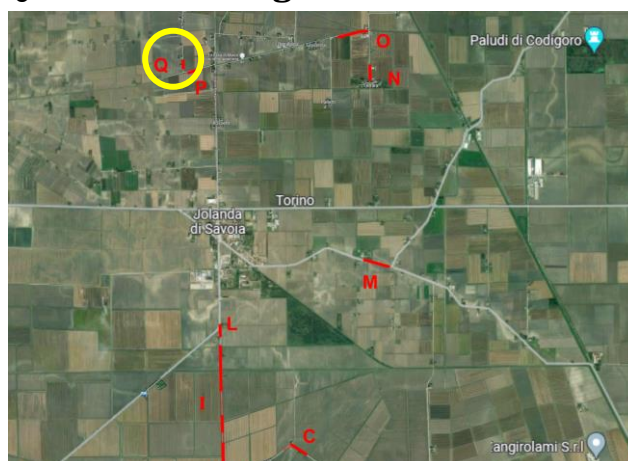 O
Paludi di Codigoro
Q
P
N
Torino
Jolanda
di Savoia
M
L
I
C
angirolami S.r.l